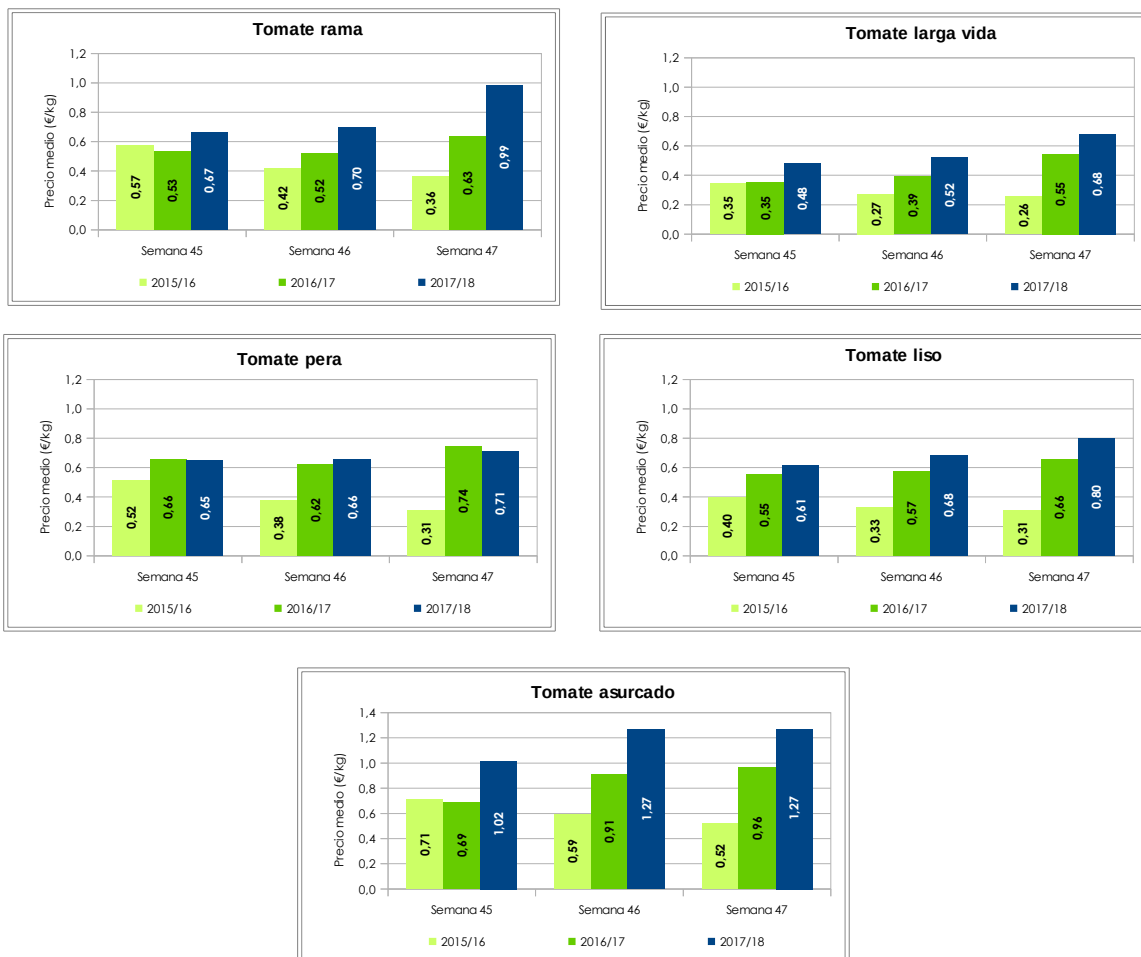 Tomate rama
Precio medio (€/kg)
1,2
1,0
0,8
0,6
0,4
0,2
0,0
0,57 0,53 0,67 0,42 0,52 0,70 0,36 0,63 0,99
Semana 45 Semana 46 Semana 47
2015/16 2016/17 2017/18
Tomate larga vida
Precio medio (€/kg)
1,2
1,0
0,8
0,6
0,4
0,2
0,0
0,35 0,35 0,48 0,27 0,39 0,52 0,26 0,55 0,68
Semana 45 Semana 46 Semana 47
2015/16 2016/17 2017/18
Tomate pera
Precio medio (€/kg)
1,2
1,0
0,8
0,6
0,4
0,2
0,0
0,52 0,66 0,65 0,38 0,62 0,66 0,31 0,74 0,71
Semana 45 Semana 46 Semana 47
2015/16 2016/17 2017/18
Tomate liso
Precio medio (€/kg)
1,2
1,0
0,8
0,6
0,4
0,2
0,0
0,40 0,55 0,61 0,33 0,57 0,68 0,31 0,66 0,80
Semana 45 Semana 46 Semana 47
2015/16 2016/17 2017/18
Tomate asurcado
Precio medio (€/kg)
1,4
1,2
1,0
0,8
0,6
0,4
0,2
0,0
0,71 0,69 1,02 0,59 0,91 1,27 0,52 0,96 1,27
Semana 45 Semana 46 Semana 47
2015/16 2016/17 2017/18